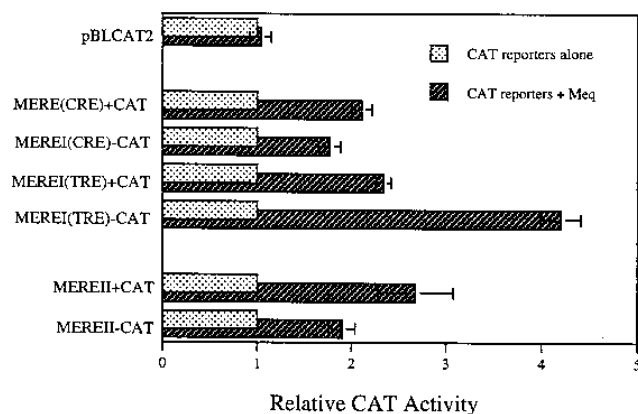 pBLCAT2
CAT reporters alone
CAT reporters + Meq
MERE(CRE)+CAT
MEREI(CRE)-CAT
MEREI(TRE)+CAT
MEREI(TRE)-CAT
MEREII+CAT
MEREII-CAT
0 1 2 3 4 5
Relative CAT Activity